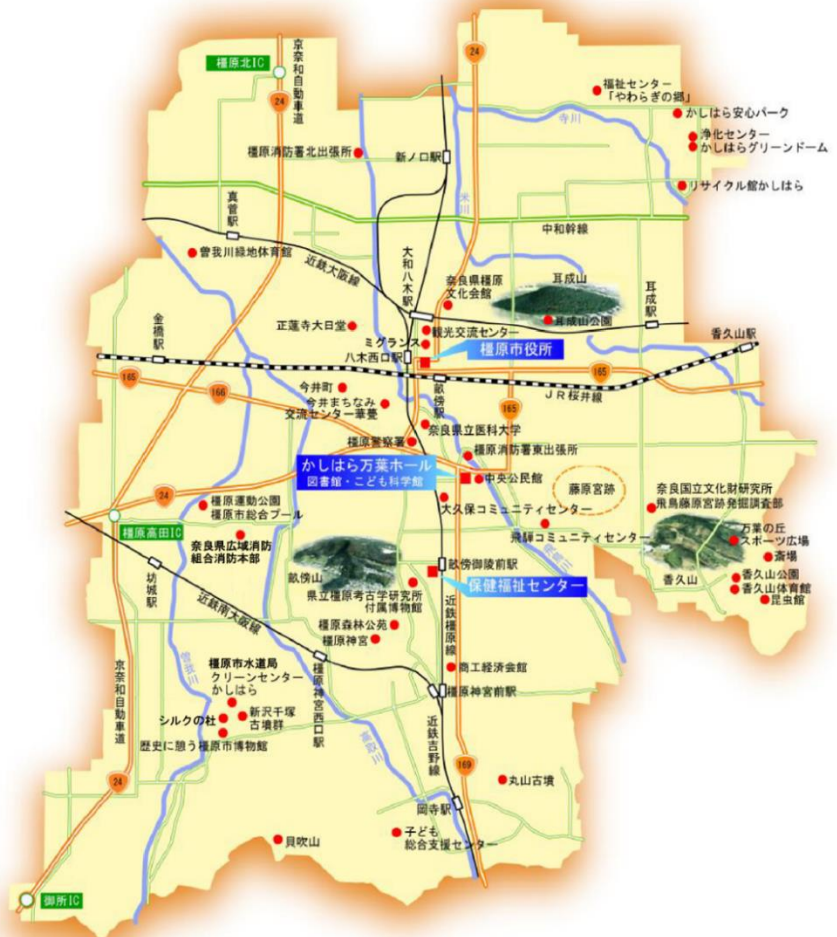 京奈和自動車道
橿原北IC
24
24
福祉センター
「やわらぎの郷」
かしはら安心パーク
寺川
浄化センター
かしはらグリーンドーム
橿原消防署北出張所
新ノロ駅
リサイクル館かしはら
米川
真菅駅
中和幹線
曽我川緑地体育館
近鉄大阪線
大和八木駅
奈良県橿原
文化会館
耳成山
耳成駅
金橋駅
正蓮寺大日堂
観光交流センター
耳成山公園
香久山駅
ミグランス
八木西口駅
橿原市役所
165
166
165
JR桜井線
今井町
畝傍駅
165
今井まちなみ
交流センター華甍
奈良県立医科大学
橿原警察署
橿原消防署東出張所
かしはら万葉ホール
図書館・こども科学館
中央公民館
藤原宮跡
奈良国立文化財研究所
飛鳥藤原宮跡発掘調査部
24
橿原運動公園
橿原市総合プール
大久保コミュニティセンター
橿原高田IC
飛騨コミュニティセンター
万葉の丘
スポーツ広場
奈良県広域消防
組合消防本部
斎場
畝傍御陵前駅
坊城駅
畝傍山
保健福祉センター
香久山
香久山公園
香久山体育館
昆虫館
県立橿原考古学研究所
付属博物館
近鉄南大阪線
近鉄橿原線
橿原森林公苑
橿原神宮
曽我川
商工経済会館
橿原市水道局
クリーンセンター
かしはら
橿原神宮西口駅
橿原神宮前駅
京奈和自動車道
シルクの杜
新沢千塚
古墳群
歴史に憩う橿原市博物館
高取川
近鉄吉野線
24
169
丸山古墳
岡寺駅
貝吹山
子ども
総合支援センター
御所IC